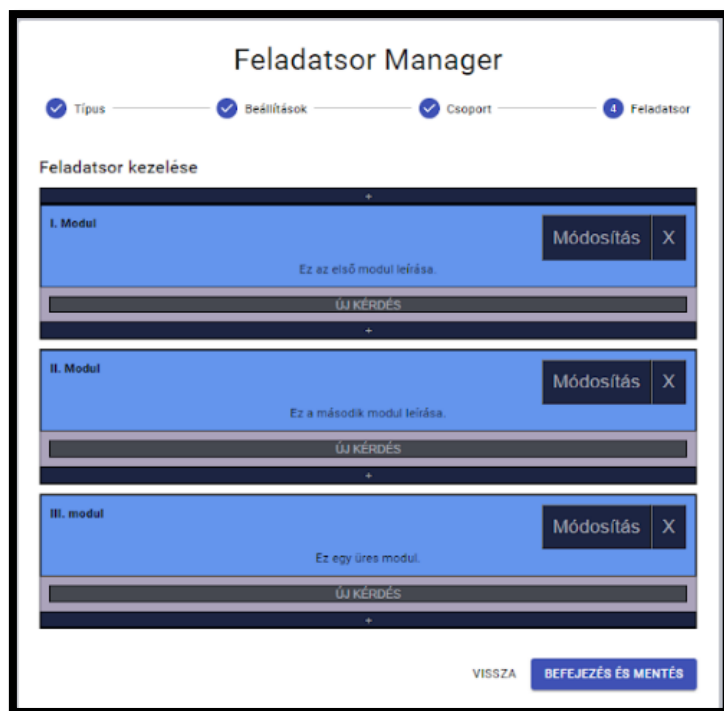 Feladatsor Manager
Típus Beállítások Csoport 4 Feladatsor
Feladatsor kezelése
+
I. Modul
Módosítás X
Ez az első modul leírása.
ÚJ KÉRDÉS
+
II. Modul
Módosítás X
Ez a második modul leírása.
ÚJ KÉRDÉS
+
III. modul
Módosítás X
Ez egy üres modul.
ÚJ KÉRDÉS
+
VISSZA BEFEJEZÉS ÉS MENTÉS